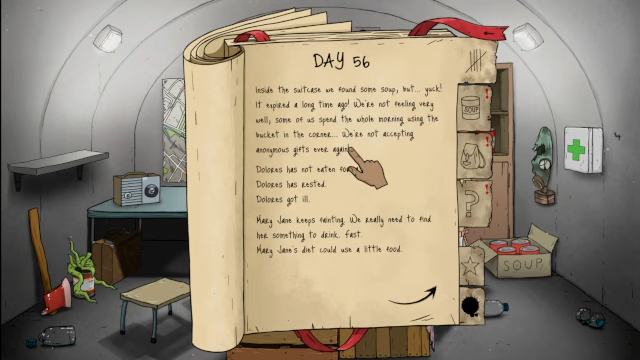 DAY 56
Inside the suitcase we found some soup, but... yuck!
It expired a long time ago! We're not feeling very
well, some of us spend the whole morning using the
bucket in the corner... We're not accepting
anonymous gifts ever again
Dolores has not eaten
Dolores has rested.
Dolores got ill.
Mary Jane keeps fainting. We really need to find
her something to drink, fast.
Mary Jane's diet could use a little food.
SOUP
?
SOUP